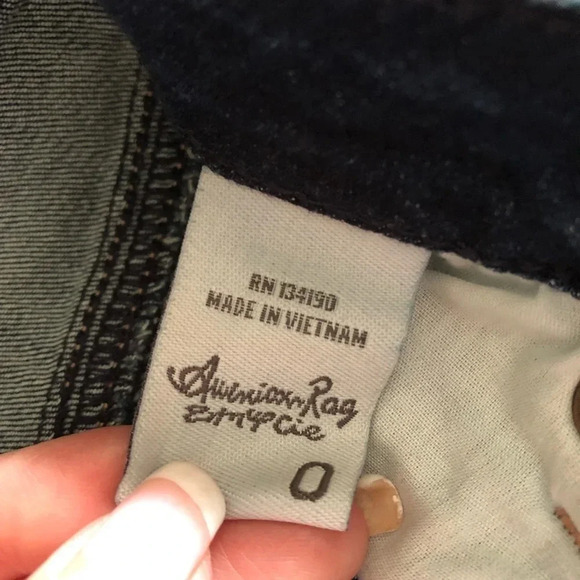 RN 134190
MADE IN VIETNAM
American Rag
Cie
0